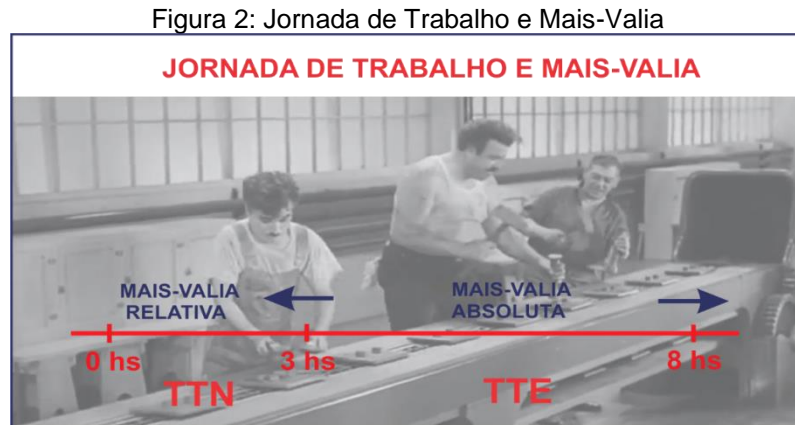 Figura 2: Jornada de Trabalho e Mais-Valia
JORNADA DE TRABALHO E MAIS-VALIA
MAIS-VALIA
RELATIVA
MAIS-VALIA
ABSOLUTA
0 hs
3 hs
8 hs
TTN
TTE